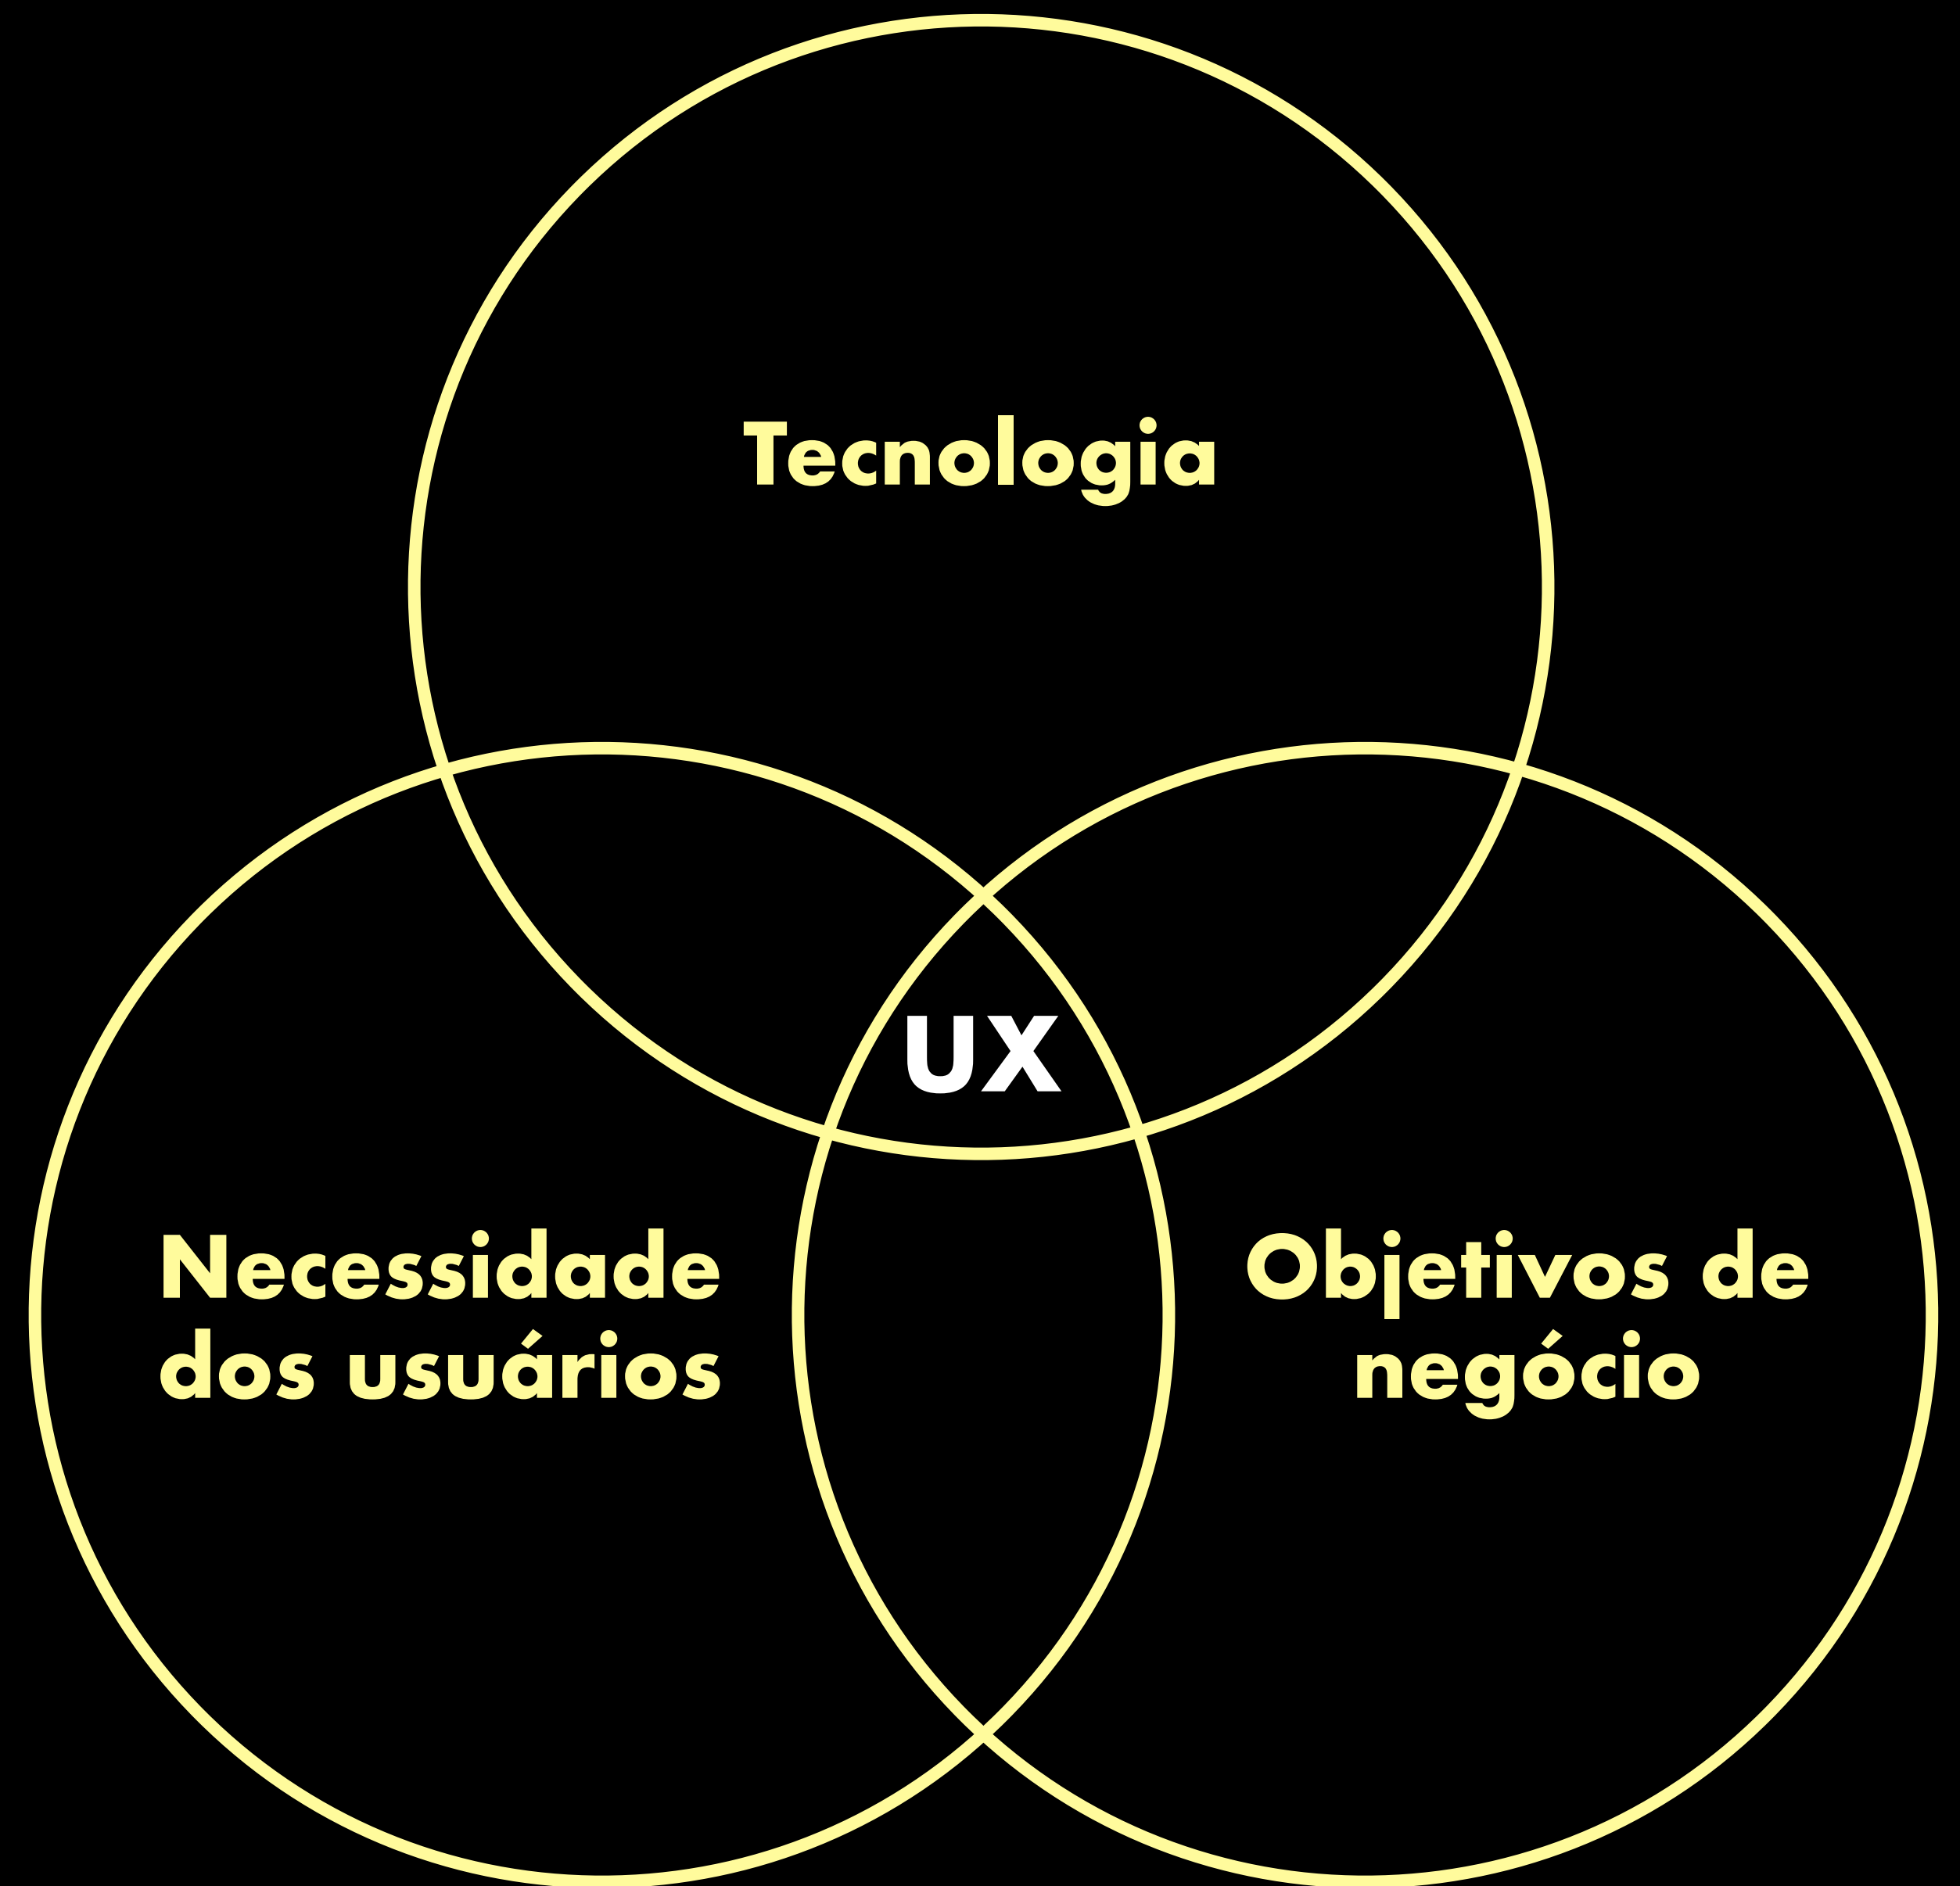 Tecnologia
UX
Necessidade
dos usuários
Objetivos de
negócio